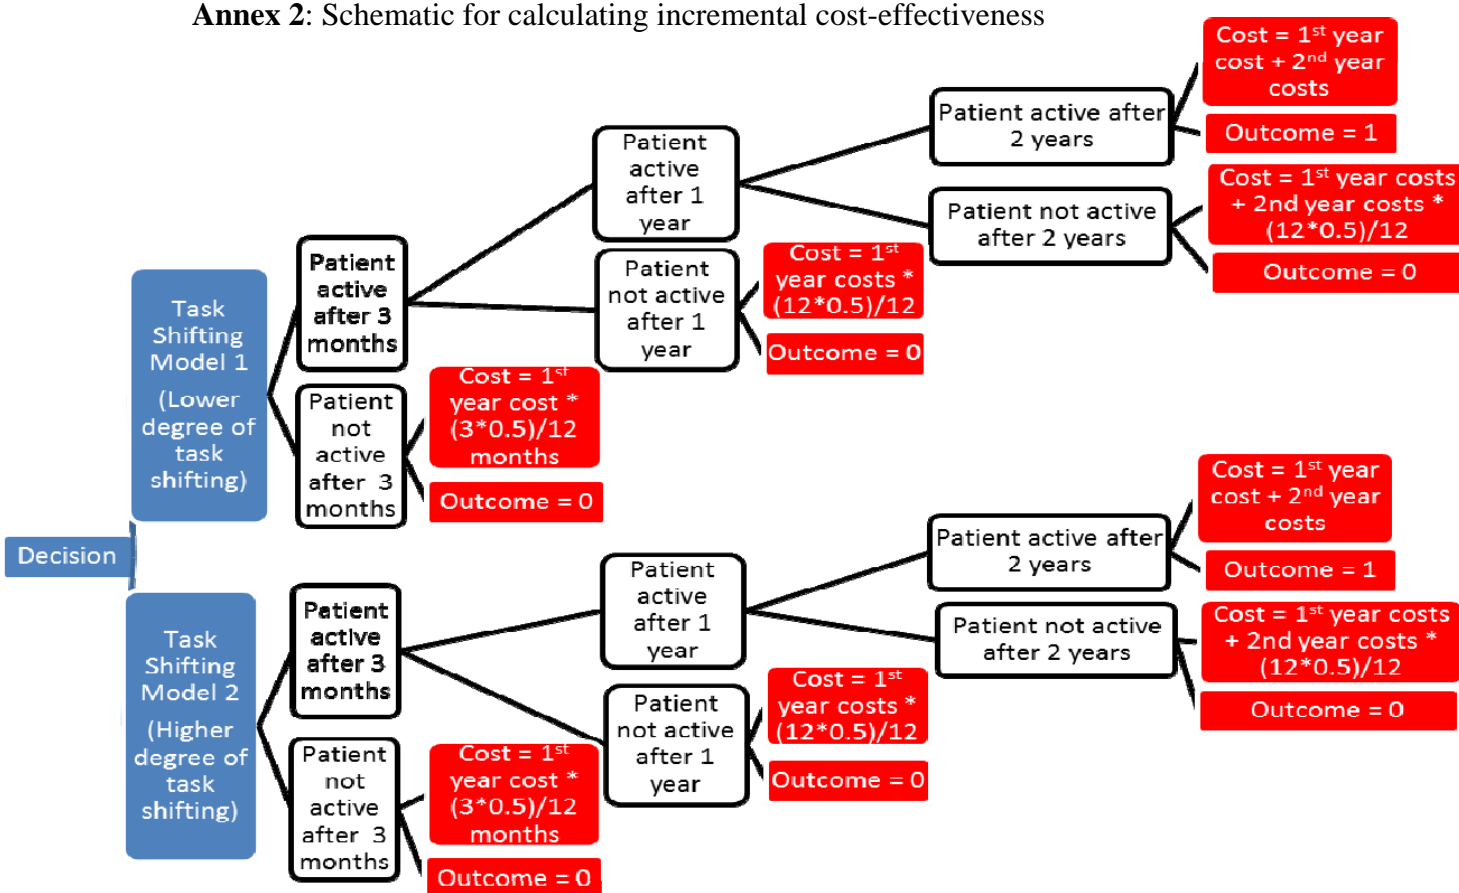 Annex 2: Schematic for calculating incremental cost-effectiveness
Decision
Task
Shifting
Model 1
(Lower
degree of
task
shifting)
Patient
active
after 3
months
Patient
active
after 1
year
Patient active after
2 years
Cost = 1st year
cost + 2nd year
costs
Outcome = 1
Patient not active
after 2 years
Cost = 1st year costs
+ 2nd year costs *
(12*0.5)/12
Outcome = 0
Patient
not active
after 1
year
Cost = 1st
year costs *
(12*0.5)/12
Outcome = 0
Patient
not
active
after 3
months
Cost = 1st
year cost *
(3*0.5)/12
months
Outcome = 0
Task
Shifting
Model 2
(Higher
degree of
task
shifting)
Patient
active
after 3
months
Patient
active
after 1
year
Patient active after
2 years
Cost = 1st year
cost + 2nd year
costs
Outcome = 1
Patient not active
after 2 years
Cost = 1st year costs
+ 2nd year costs *
(12*0.5)/12
Outcome = 0
Patient
not active
after 1
year
Cost = 1st
year costs *
(12*0.5)/12
Outcome = 0
Patient
not
active
after 3
months
Cost = 1st
year cost *
(3*0.5)/12
months
Outcome = 0